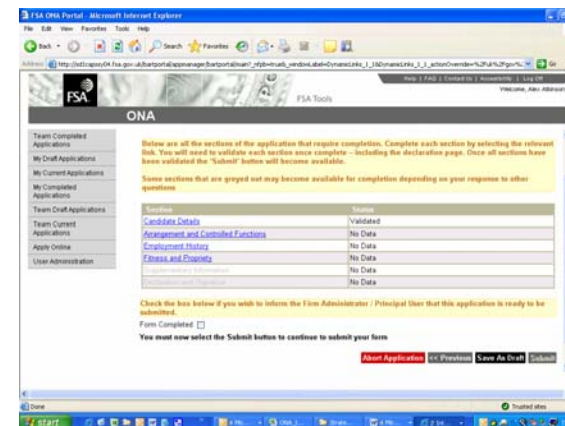 FSA ONA Portal - Microsoft Internet Explorer
File Edit View Favorites Tools Help
Back Search Favorites
Address Go
Help | FAQ | Contact Us | Accessibility | Log Off
Welcome, Alex Atkinson
FSA
FSA Tools
ONA
Team Completed
Applications
My Draft Applications
My Current Applications
My Completed
Applications
Team Draft Applications
Team Current
Applications
Apply Online
User Administration
Below are all the sections of the application that require completion. Complete each section by selecting the relevant
link. You will need to validate each section once complete - including the declaration page. Once all sections have
been validated the 'Submit' button will become available.
Some sections that are greyed out may become available for completion depending on your response to other
questions
Section Status
Candidate Details Validated
Arrangement and Controlled Functions No Data
Employment History No Data
Fitness and Propriety No Data
Supplementary Information No Data
Declaration and Signature No Data
Check the box below if you wish to inform the Firm Administrator / Principal User that this application is ready to be
submitted.
Form Completed
You must now select the Submit button to continue to submit your form
Abort Application << Previous Save As Draft Submit
Done Trusted sites
start